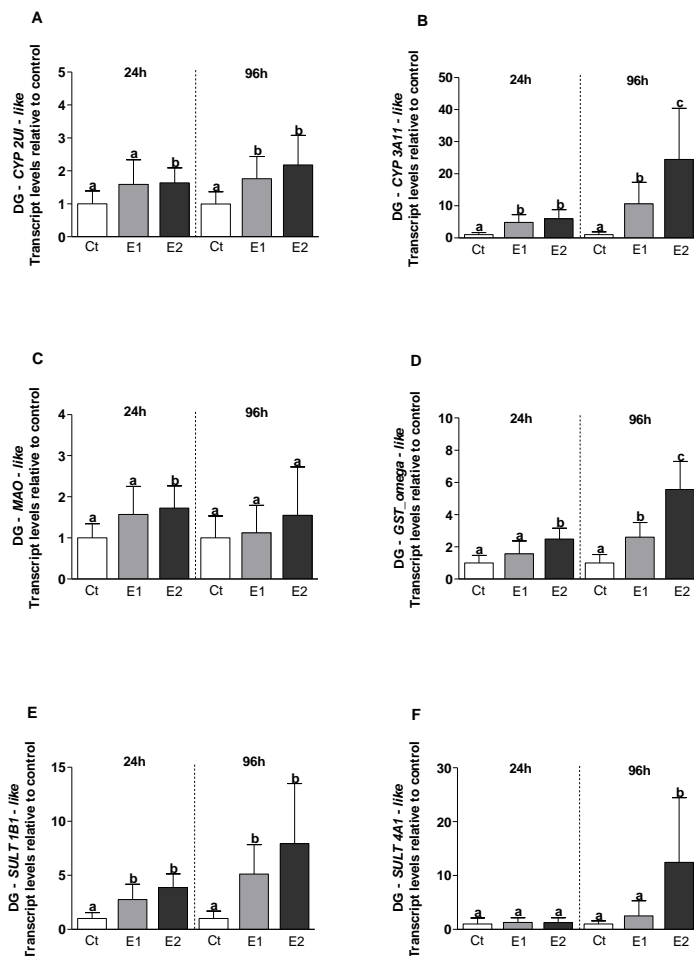 A
DG - CYP 2UI - like
Transcript levels relative to control
5
4
3
2
1
0
24h
96h
a
a
b
a
b
b
Ct
E1
E2
Ct
E1
E2
B
DG - CYP 3A11 - like
Transcript levels relative to control
50
40
30
20
10
0
24h
96h
a
b
b
a
b
c
Ct
E1
E2
Ct
E1
E2
C
DG - MAO - like
Transcript levels relative to control
4
3
2
1
0
24h
96h
a
a
b
a
a
a
Ct
E1
E2
Ct
E1
E2
D
DG - GST_omega - like
Transcript levels relative to control
10
8
6
4
2
0
24h
96h
a
a
b
a
b
c
Ct
E1
E2
Ct
E1
E2
E
DG - SULT 1B1 - like
Transcript levels relative to control
15
10
5
0
24h
96h
a
b
b
a
b
b
Ct
E1
E2
Ct
E1
E2
F
DG - SULT 4A1 - like
Transcript levels relative to control
30
20
10
0
24h
96h
a
a
a
a
a
b
Ct
E1
E2
Ct
E1
E2